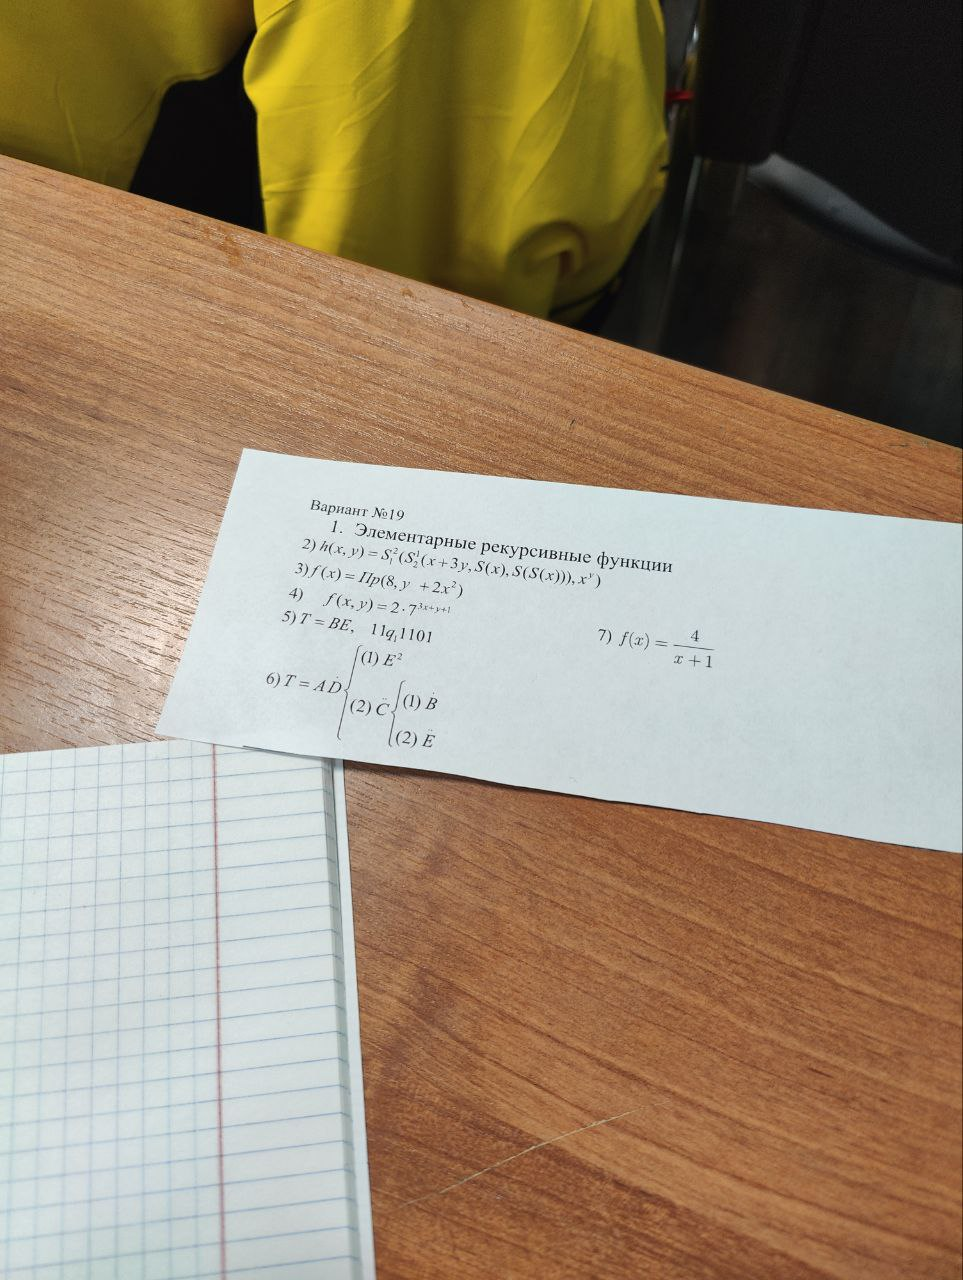 Вариант №19
1. Элементарные рекурсивные функции
2) h(x, y) = S₁²(S₂¹(x+3y, S(x), S(S(x))), xʸ)
3) f(x) = Пр(8, y +2x²)
4) f(x, y) = 2·7³ˣ⁺ʸ⁺¹
5) T = BE, 11q₁1101
6) T = AḊ { (1) E² (2) C̈ { (1) Ḃ (2) Ë
7) f(x) = 4/(x+1)